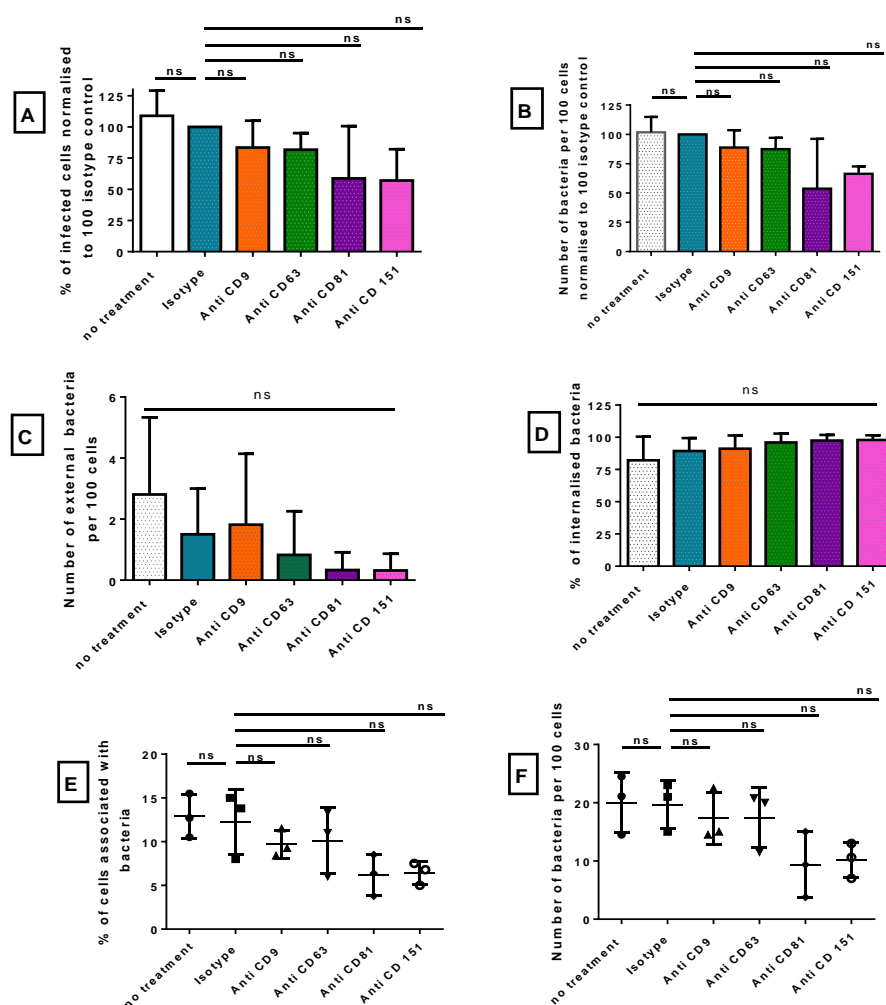 A
% of infected cells normalised
to 100 isotype control
ns
ns
ns
ns
ns
125
100
75
50
25
0
no treatment
Isotype
Anti CD9
Anti CD63
Anti CD81
Anti CD 151
B
Number of bacteria per 100 cells
normalised to 100 isotype control
ns
ns
ns
ns
ns
125
100
75
50
25
0
no treatment
Isotype
Anti CD9
Anti CD63
Anti CD81
Anti CD 151
C
Number of external bacteria
per 100 cells
ns
6
4
2
0
no treatment
Isotype
Anti CD9
Anti CD63
Anti CD81
Anti CD 151
D
% of internalised bacteria
ns
125
100
75
50
25
0
no treatment
Isotype
Anti CD9
Anti CD63
Anti CD81
Anti CD 151
E
% of cells associated with
bacteria
ns
ns
ns
ns
ns
20
15
10
5
0
no treatment
Isotype
Anti CD9
Anti CD63
Anti CD81
Anti CD 151
F
Number of bacteria per 100 cells
ns
ns
ns
ns
ns
30
20
10
0
no treatment
Isotype
Anti CD9
Anti CD63
Anti CD81
Anti CD 151